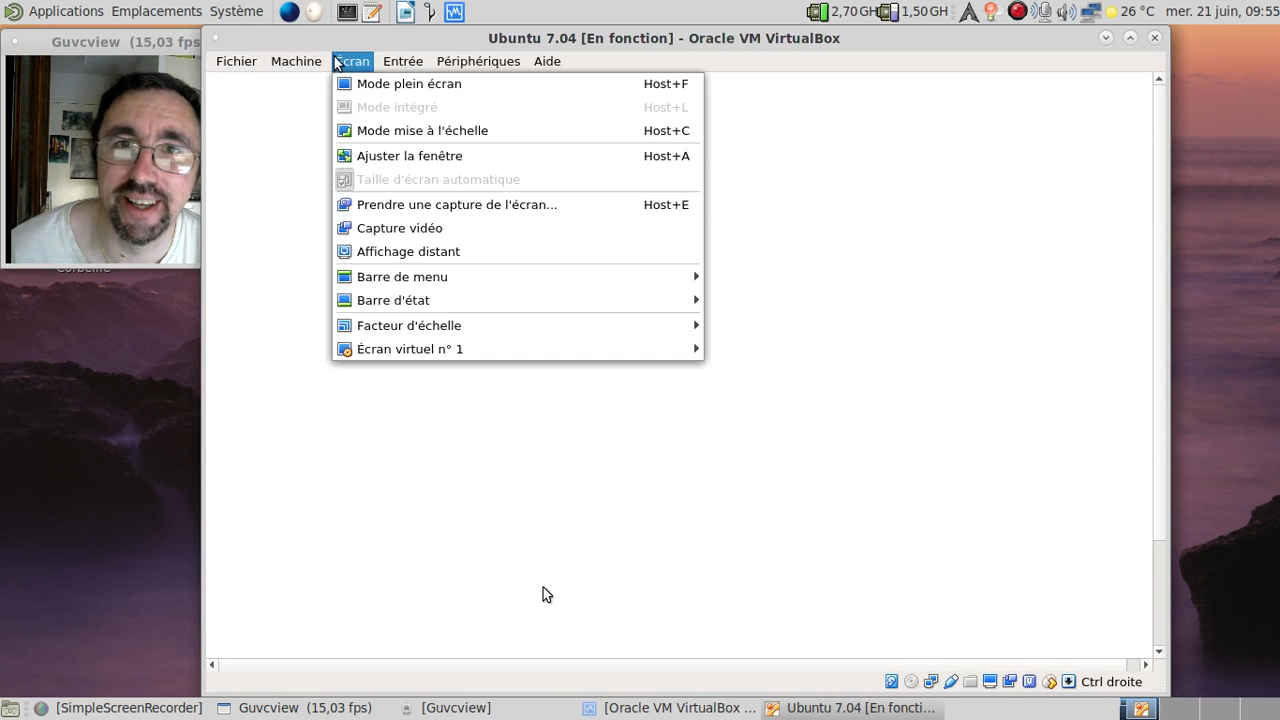 Applications Emplacements Système 2,70 GH 1,50 GH 26 °C mer. 21 juin, 09:55
Guvcview (15,03 fps
Ubuntu 7.04 [En fonction] - Oracle VM VirtualBox
Fichier Machine Écran Entrée Périphériques Aide
Mode plein écran Host+F
Mode intégré Host+L
Mode mise à l'échelle Host+C
Ajuster la fenêtre Host+A
Taille d'écran automatique
Prendre une capture de l'écran... Host+E
Capture vidéo
Affichage distant
Barre de menu
Barre d'état
Facteur d'échelle
Écran virtuel n° 1
Corbeille
Ctrl droite
[SimpleScreenRecorder] Guvcview (15,03 fps) [Guvcview] [Oracle VM VirtualBox ... Ubuntu 7.04 [En foncti...